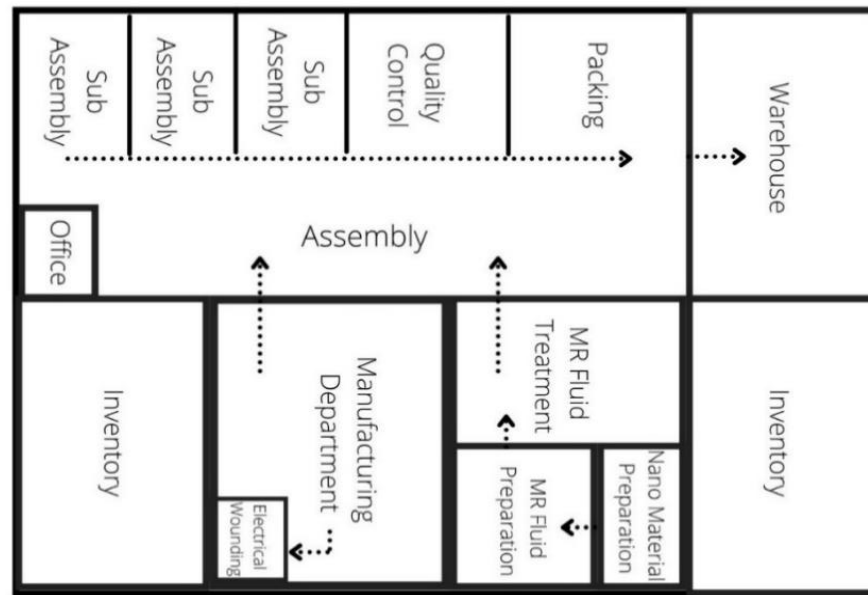 Sub
Assembly
Sub
Assembly
Sub
Assembly
Quality
Control
Packing
Warehouse
Office
Assembly
Inventory
Manufacturing
Department
Electrical
Wounding
MR Fluid
Treatment
MR Fluid
Preparation
Nano Material
Preparation
Inventory